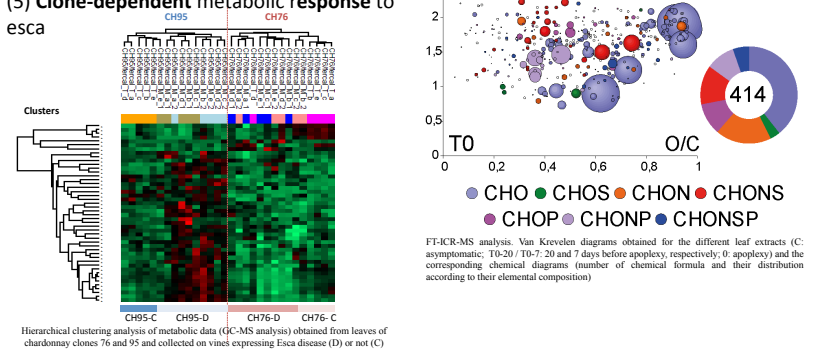 (5) Clone-dependent metabolic response to
esca
CH95 CH76
Clusters
CH95-C CH95-D CH76-D CH76- C
Hierarchical clustering analysis of metabolic data (GC-MS analysis) obtained from leaves of
chardonnay clones 76 and 95 and collected on vines expressing Esca disease (D) or not (C)
2
1,5
1
0,5
0
T0 O/C
0 0,2 0,4 0,6 0,8 1
414
CHO CHOS CHON CHONS
CHOP CHONP CHONSP
FT-ICR-MS analysis. Van Krevelen diagrams obtained for the different leaf extracts (C:
asymptomatic; T0-20 / T0-7: 20 and 7 days before apoplexy, respectively; 0: apoplexy) and the
corresponding chemical diagrams (number of chemical formula and their distribution
according to their elemental composition)